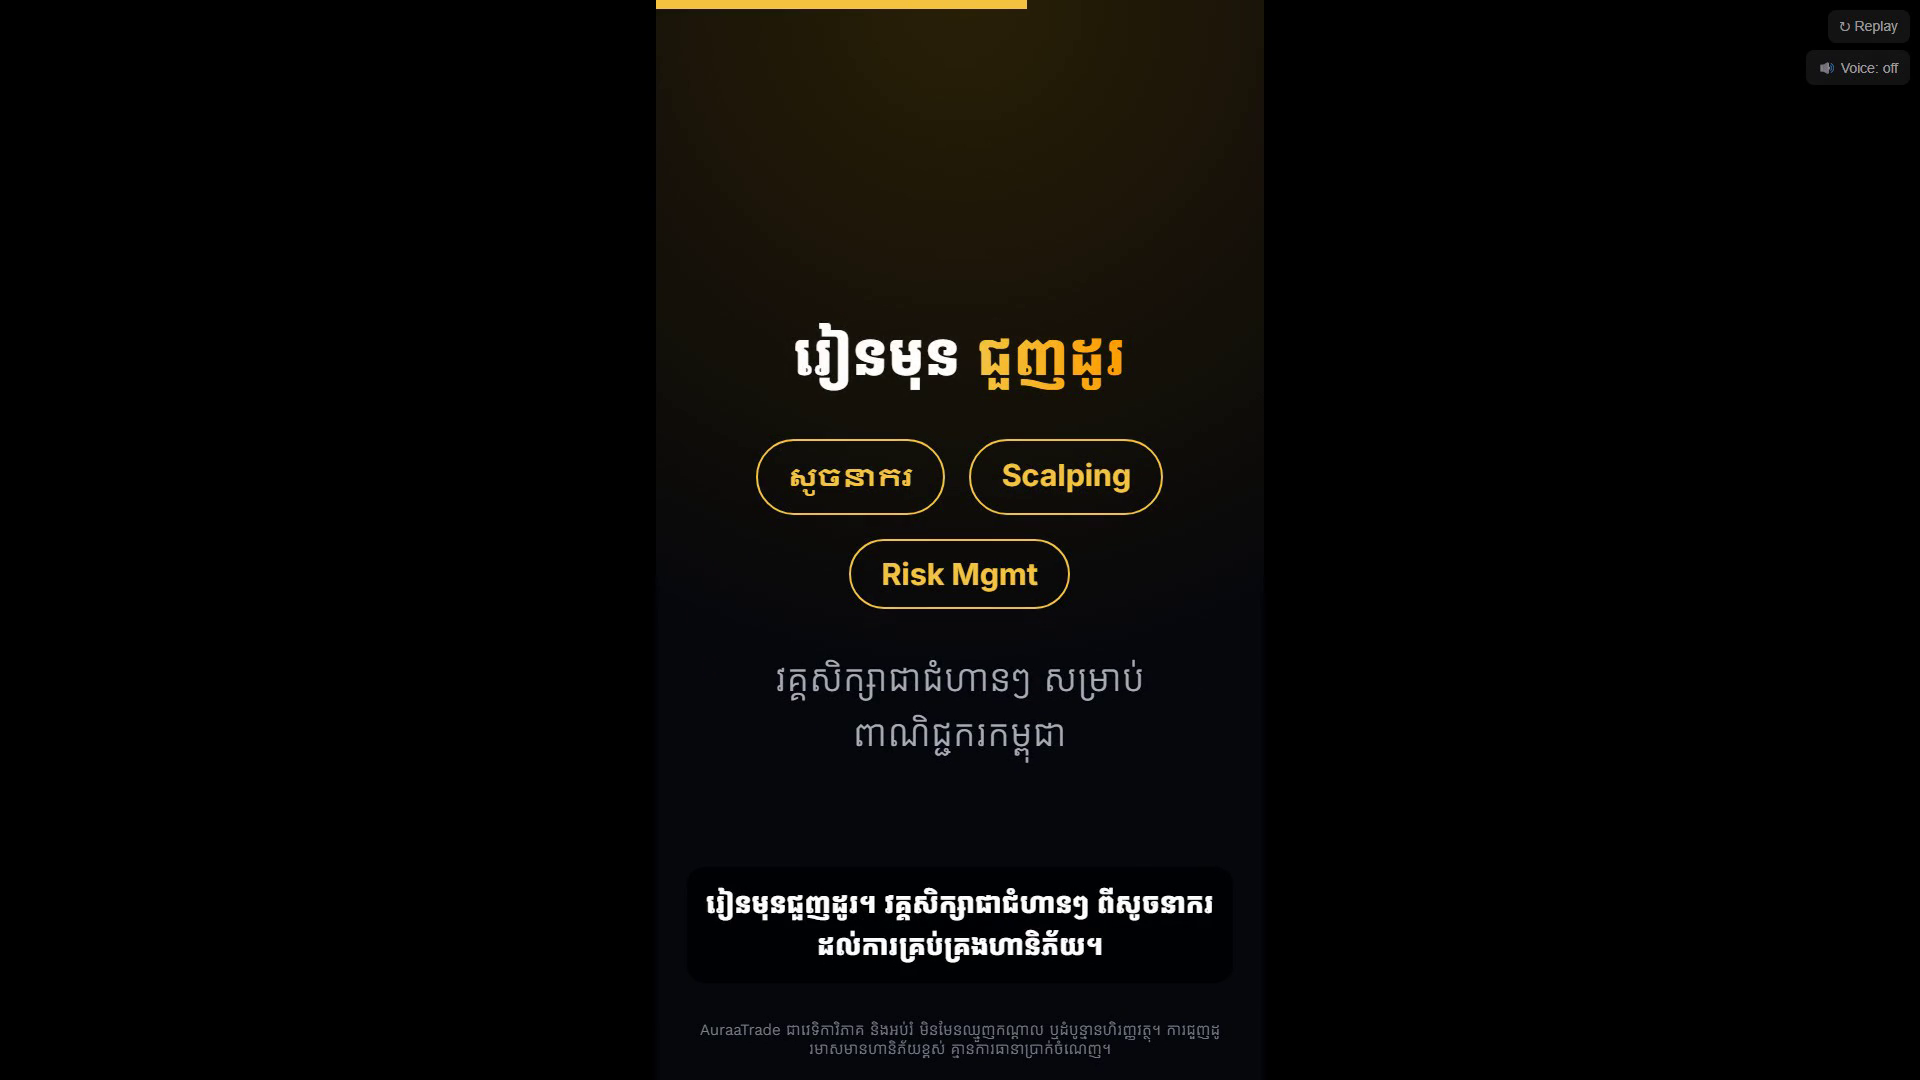 ↻ Replay
🔊 Voice: off
រៀនមុន ជួញដូរ
សូចនាករ
Scalping
Risk Mgmt
វគ្គសិក្សាជាជំហានៗ សម្រាប់
ពាណិជ្ជករកម្ពុជា
រៀនមុនជួញដូរ។ វគ្គសិក្សាជាជំហានៗ ពីសូចនាករ
ដល់ការគ្រប់គ្រងហានិភ័យ។
AuraaTrade ជាវេទិកាវិភាគ និងអប់រំ មិនមែនឈ្មួញកណ្តាល ឬដំបូន្មានហិរញ្ញវត្ថុ។ ការជួញដូ
រមាសមានហានិភ័យខ្ពស់ គ្មានការធានាប្រាក់ចំណេញ។